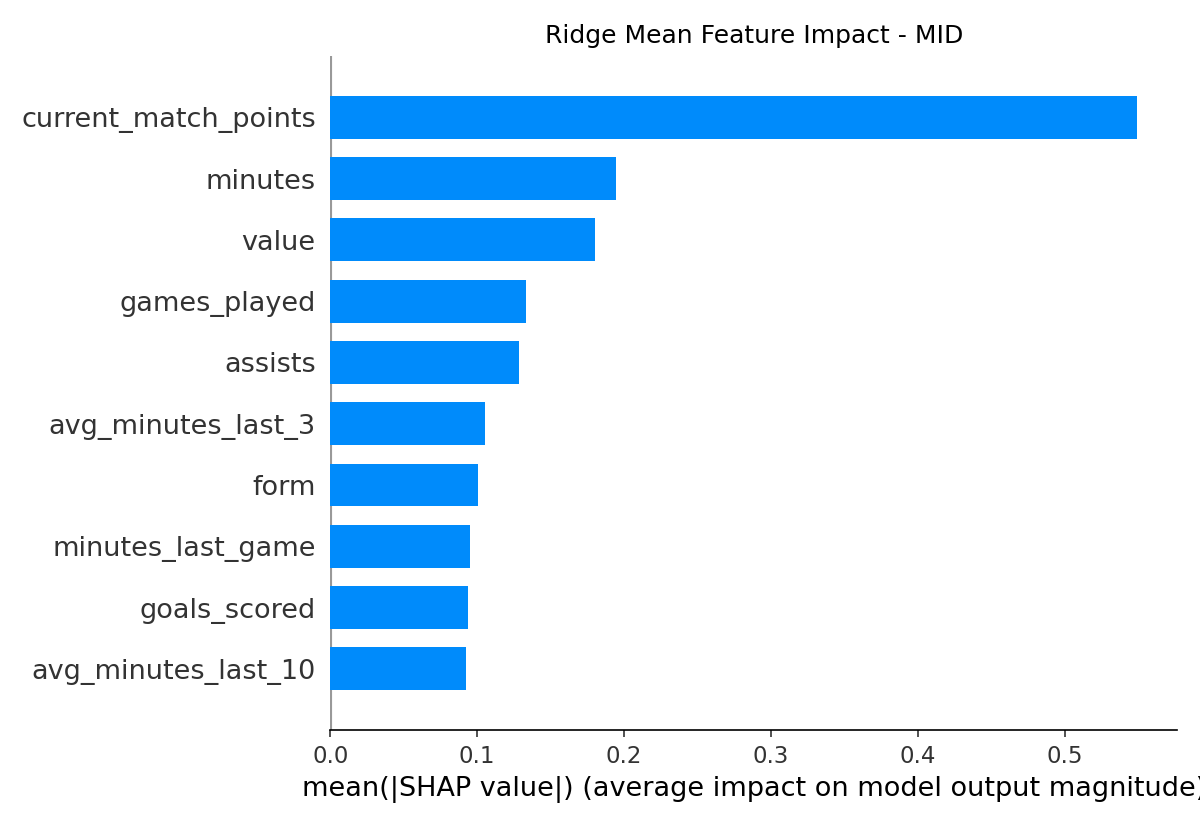 Ridge Mean Feature Impact - MID
current_match_points
minutes
value
games_played
assists
avg_minutes_last_3
form
minutes_last_game
goals_scored
avg_minutes_last_10
0.0 0.1 0.2 0.3 0.4 0.5
mean(|SHAP value|) (average impact on model output magnitude)